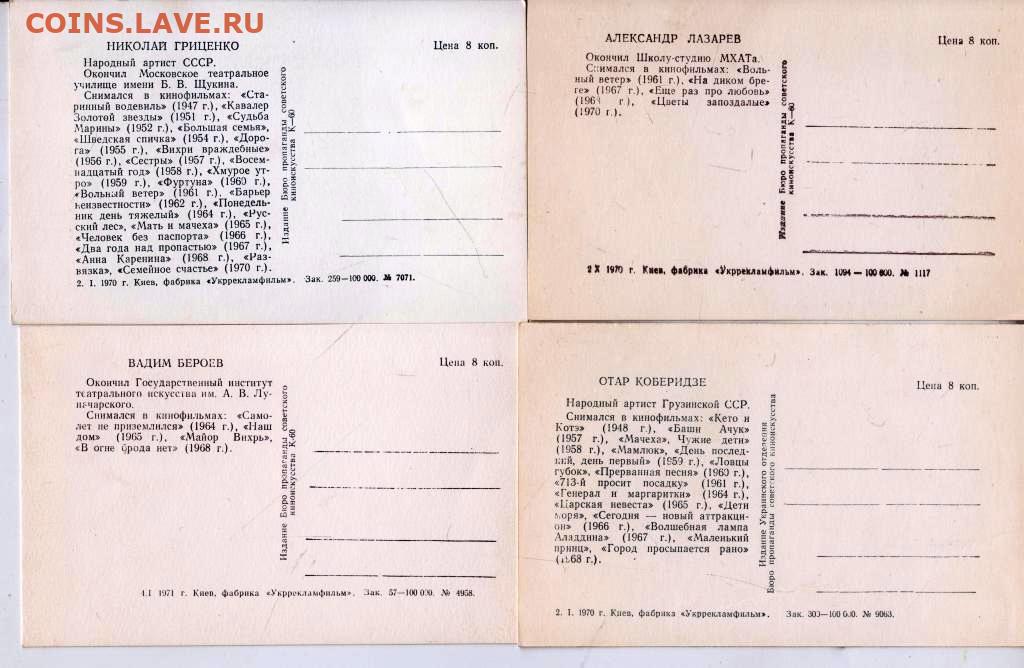 COINS.LAVE.RU
НИКОЛАЙ ГРИЦЕНКО
Цена 8 коп.
Народный артист СССР.
Окончил Московское театральное
училище имени Б. В. Щукина.
Снимался в кинофильмах: «Ста-
ринный водевиль» (1947 г.), «Кавалер
Золотой звезды» (1951 г.), «Судьба
Марины» (1952 г.), «Большая семья»,
«Шведская спичка» (1954 г.), «Доро-
га» (1955 г.), «Вихри враждебные»
(1956 г.), «Сестры» (1957 г.), «Восем-
надцатый год» (1958 г.), «Хмурое ут-
ро» (1959 г.), «Фуртуна» (1960 г.),
«Вольный ветер» (1961 г.), «Барьер
неизвестности» (1962 г.), «Понедель-
ник день тяжелый» (1964 г.), «Рус-
ский лес», «Мать и мачеха» (1965 г.),
«Человек без паспорта» (1966 г.),
«Два года над пропастью» (1967 г.),
«Анна Каренина» (1968 г.), «Раз-
вязка», «Семейное счастье» (1970 г.).
Издание Бюро пропаганды советского
киноискусства К—60
2. I. 1970 г. Киев, фабрика «Укррекламфильм». Зак. 259—100 000. № 7071.
АЛЕКСАНДР ЛАЗАРЕВ
Цена 8 коп.
Окончил Школу-студию МХАТа.
Снимался в кинофильмах: «Воль-
ный ветер» (1961 г.), «На диком бре-
ге» (1967 г.), «Еще раз про любовь»
(1968 г.), «Цветы запоздалые»
(1970 г.).
Издание Бюро пропаганды советского
киноискусства К—60
2 X 1970 г. Киев, фабрика «Укррекламфильм». Зак. 1094—100 000. № 1117
ВАДИМ БЕРОЕВ
Цена 8 коп.
Окончил Государственный институт
театрального искусства им. А. В. Лу-
начарского.
Снимался в кинофильмах: «Само-
лет не приземлился» (1964 г.), «Наш
дом» (1965 г.), «Майор Вихрь»,
«В огне брода нет» (1968 г.).
Издание Бюро пропаганды советского
киноискусства К-60
4.I 1971 г. Киев, фабрика «Укррекламфильм». Зак. 57—100 000. № 4958.
ОТАР КОБЕРИДЗЕ
Цена 8 коп.
Народный артист Грузинской ССР.
Снимался в кинофильмах: «Кето и
Котэ» (1948 г.), «Баши Ачук»
(1957 г.), «Мачеха», Чужие дети»
(1958 г.), «Мамлюк», «День послед-
ний, день первый» (1959 г.), «Ловцы
губок», «Прерванная песня» (1960 г.),
«713-й просит посадку» (1961 г.),
«Генерал и маргаритки» (1964 г.),
«Царская невеста» (1965 г.), «Дети
моря», «Сегодня — новый аттракци-
он» (1966 г.), «Волшебная лампа
Аладдина» (1967 г.), «Маленький
принц», «Город просыпается рано»
(1968 г.).
Издание Украинского отделения
Бюро пропаганды советского киноискусства
2. I. 1970 г. Киев, фабрика «Укррекламфильм». Зак. 300—100 000. № 9063.